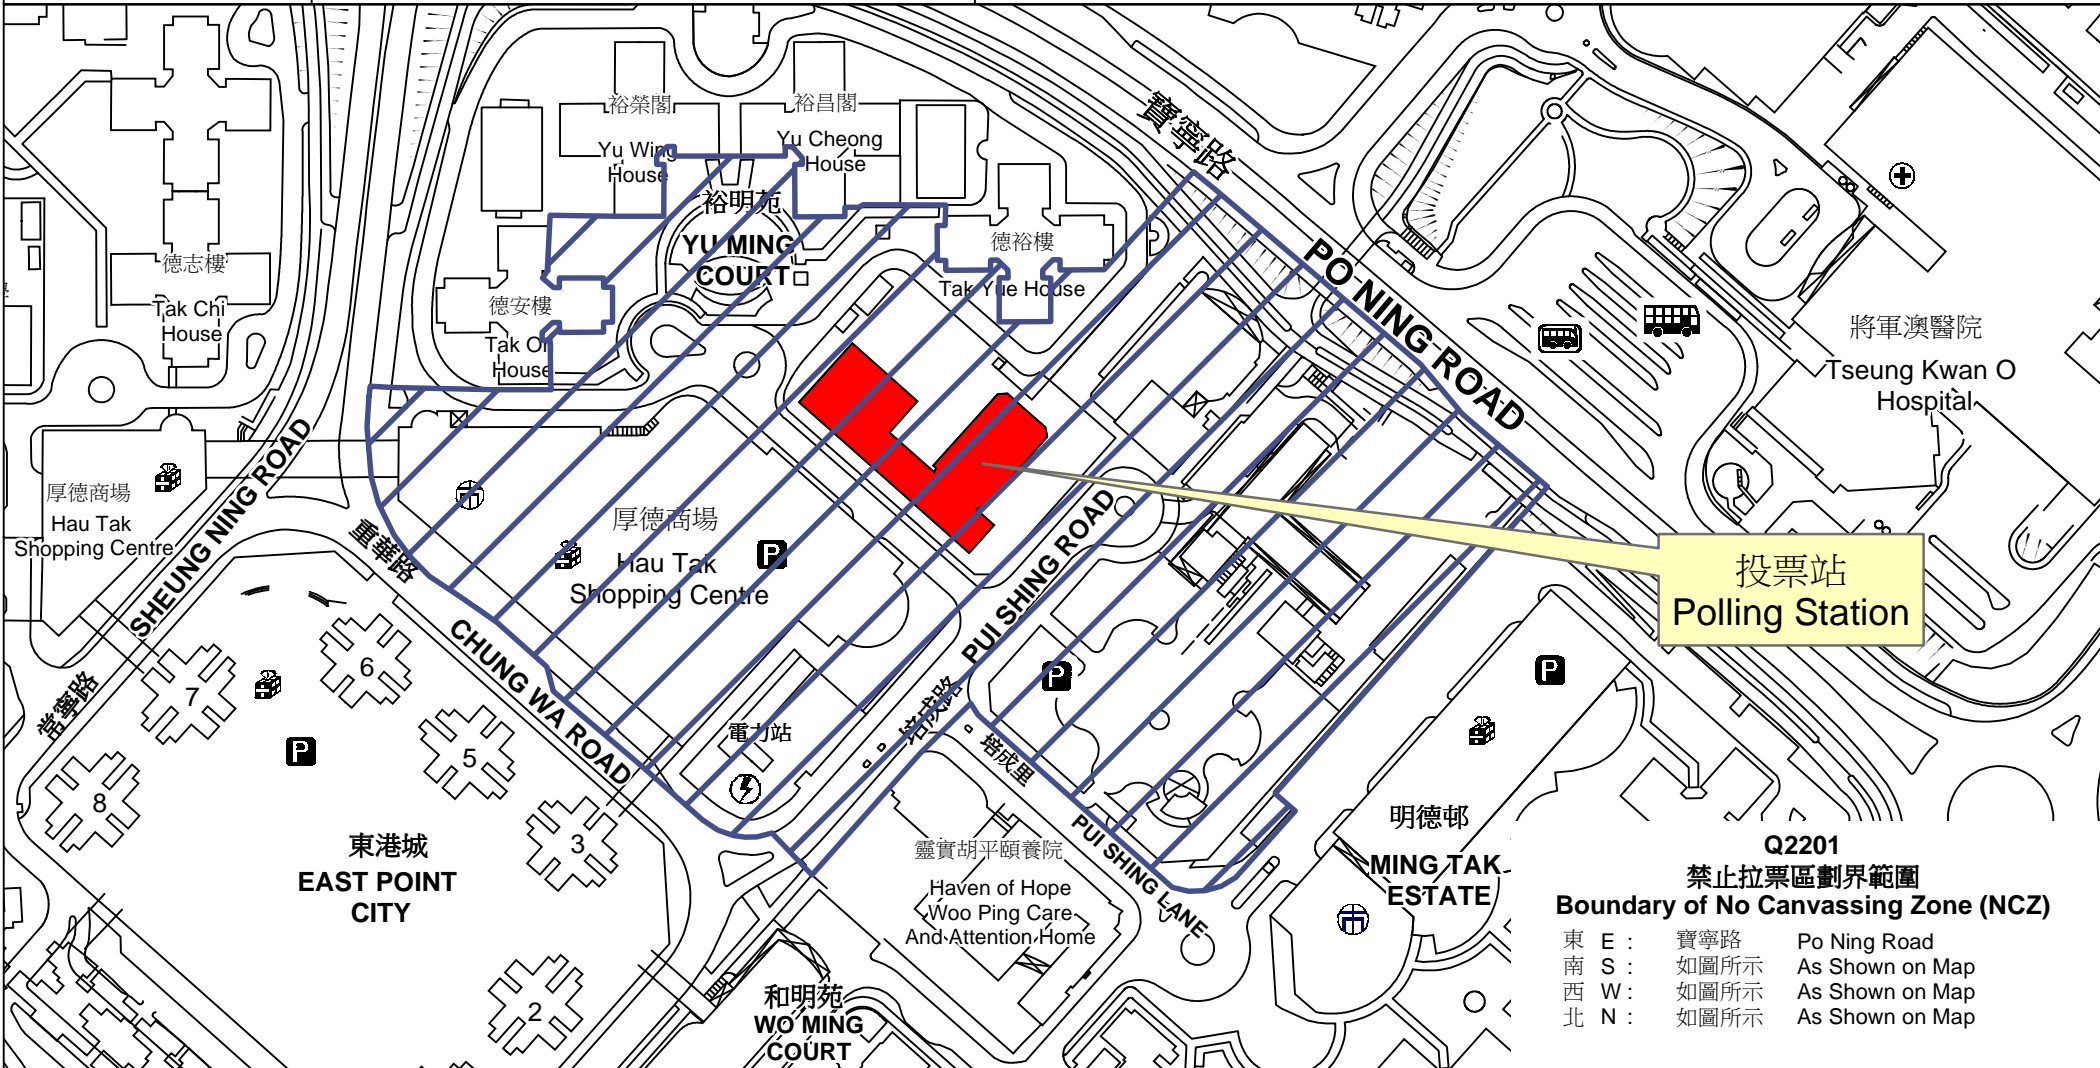 裕榮閣
Yu Wing
House
裕昌閣
Yu Cheong
House
寶寧路
裕明苑
YU MING
COURT
德裕樓
Tak Yue House
PO NING ROAD
德志樓
Tak Chi
House
德安樓
Tak On
House
將軍澳醫院
Tseung Kwan O
Hospital
厚德商場
Hau Tak
Shopping Centre
SHEUNG NING ROAD
常寧路
重華路
CHUNG WA ROAD
厚德商場
Hau Tak
Shopping Centre
P
PUI SHING ROAD
培成路
投票站
Polling Station
7
6
5
8
3
2
P
東港城
EAST POINT
CITY
電力站
P
培成里
PUI SHING LANE
P
明德邨
MING TAK
ESTATE
靈實胡平頤養院
Haven of Hope
Woo Ping Care
And Attention Home
和明苑
WO MING
COURT
Q2201
禁止拉票區劃界範圍
Boundary of No Canvassing Zone (NCZ)
東 E : 寶寧路 Po Ning Road
南 S : 如圖所示 As Shown on Map
西 W : 如圖所示 As Shown on Map
北 N : 如圖所示 As Shown on Map